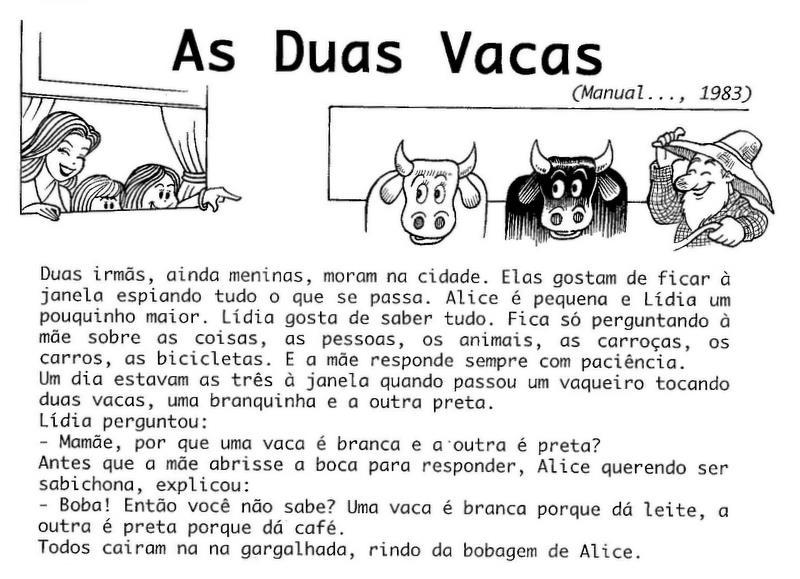 As Duas Vacas
(Manual..., 1983)
Duas irmãs, ainda meninas, moram na cidade. Elas gostam de ficar à
janela espiando tudo o que se passa. Alice é pequena e Lídia um
pouquinho maior. Lídia gosta de saber tudo. Fica só perguntando à
mãe sobre as coisas, as pessoas, os animais, as carroças, os
carros, as bicicletas. E a mãe responde sempre com paciência.
Um dia estavam as três à janela quando passou um vaqueiro tocando
duas vacas, uma branquinha e a outra preta.
Lídia perguntou:
- Mamãe, por que uma vaca é branca e a outra é preta?
Antes que a mãe abrisse a boca para responder, Alice querendo ser
sabichona, explicou:
- Boba! Então você não sabe? Uma vaca é branca porque dá leite, a
outra é preta porque dá café.
Todos cairam na na gargalhada, rindo da bobagem de Alice.